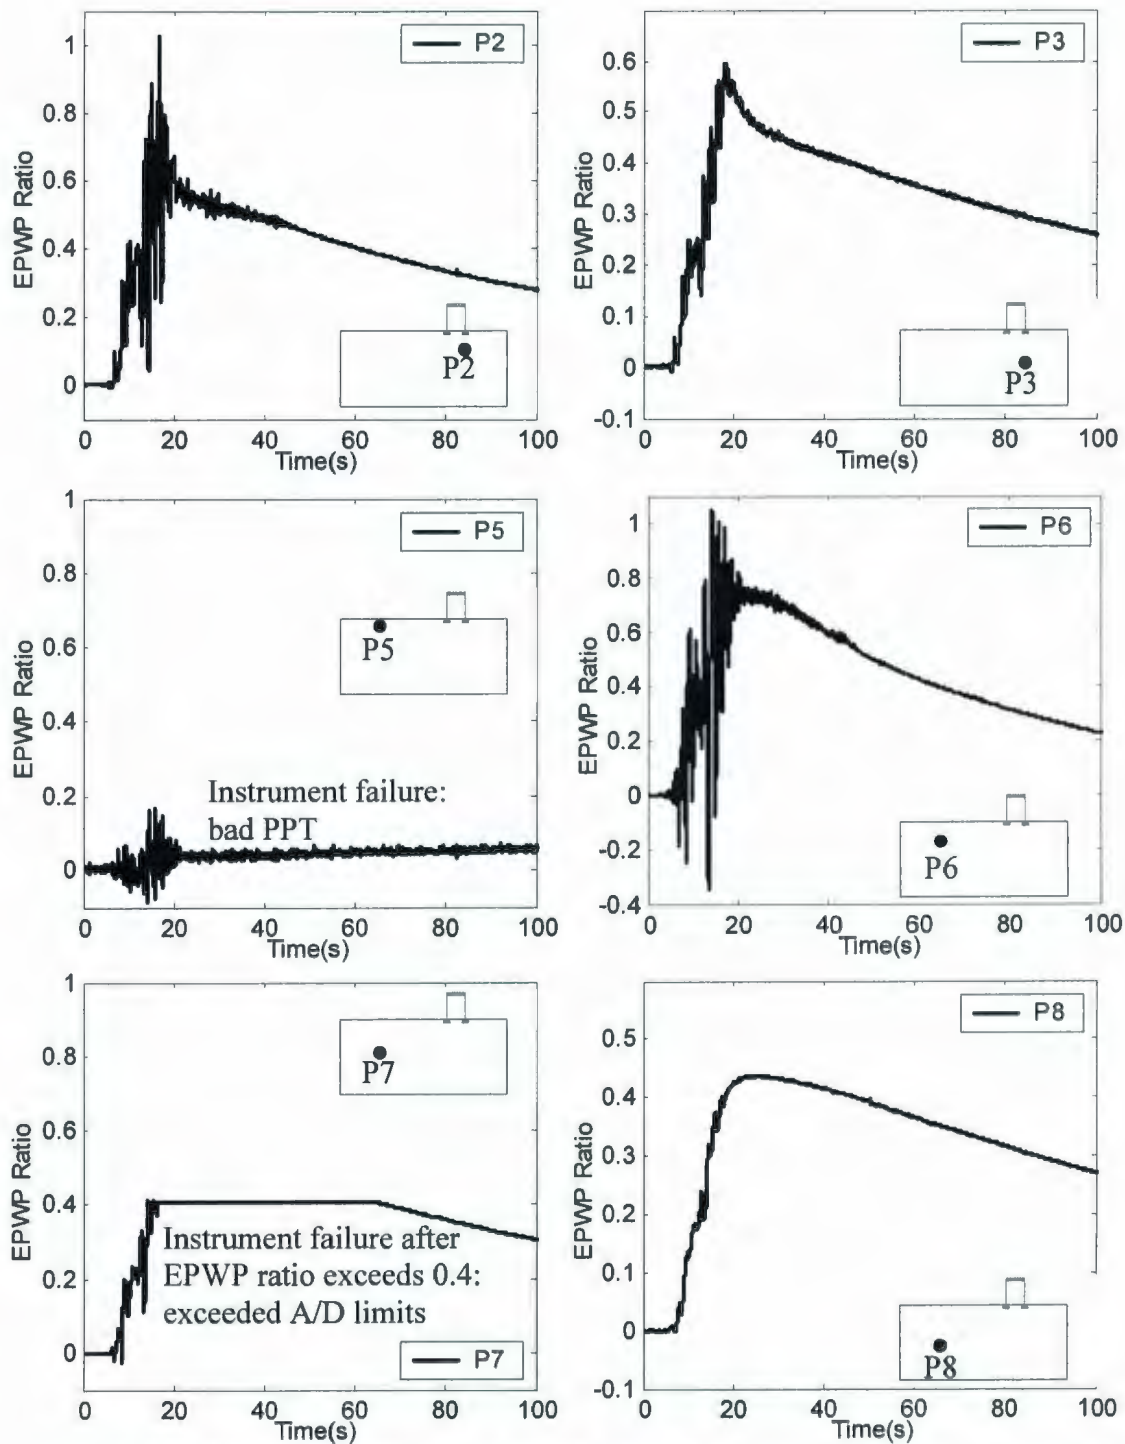 P2
1
0.8
0.6
0.4
0.2
0
EPWP Ratio
P2
0 20 40 60 80 100
Time(s)
P3
0.6
0.5
0.4
0.3
0.2
0.1
0
-0.1
EPWP Ratio
P3
0 20 40 60 80 100
Time(s)
1
0.8
0.6
0.4
0.2
0
EPWP Ratio
P5
P5
Instrument failure:
bad PPT
0 20 40 60 80 100
Time(s)
1
0.8
0.6
0.4
0.2
0
-0.2
-0.4
EPWP Ratio
P6
P6
0 20 40 60 80 100
Time(s)
1
0.8
0.6
0.4
0.2
0
EPWP Ratio
P7
Instrument failure after
EPWP ratio exceeds 0.4:
exceeded A/D limits
P7
0 20 40 60 80 100
Time(s)
0.5
0.4
0.3
0.2
0.1
0
-0.1
EPWP Ratio
P8
P8
0 20 40 60 80 100
Time(s)